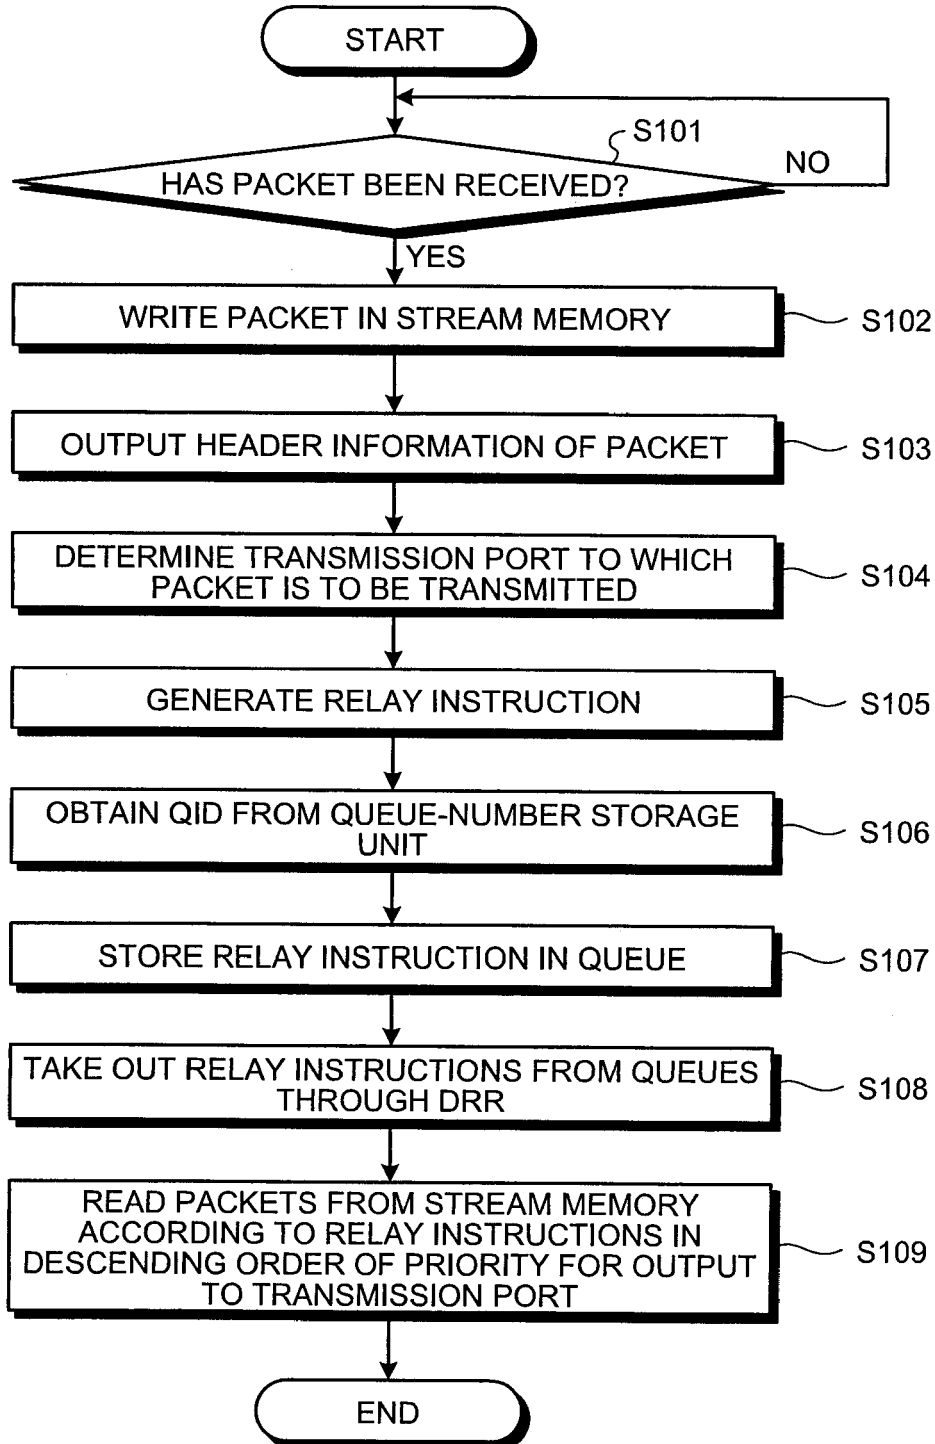 START
S101
HAS PACKET BEEN RECEIVED?
NO
YES
WRITE PACKET IN STREAM MEMORY
S102
OUTPUT HEADER INFORMATION OF PACKET
S103
DETERMINE TRANSMISSION PORT TO WHICH
PACKET IS TO BE TRANSMITTED
S104
GENERATE RELAY INSTRUCTION
S105
OBTAIN QID FROM QUEUE-NUMBER STORAGE
UNIT
S106
STORE RELAY INSTRUCTION IN QUEUE
S107
TAKE OUT RELAY INSTRUCTIONS FROM QUEUES
THROUGH DRR
S108
READ PACKETS FROM STREAM MEMORY
ACCORDING TO RELAY INSTRUCTIONS IN
DESCENDING ORDER OF PRIORITY FOR OUTPUT
TO TRANSMISSION PORT
S109
END